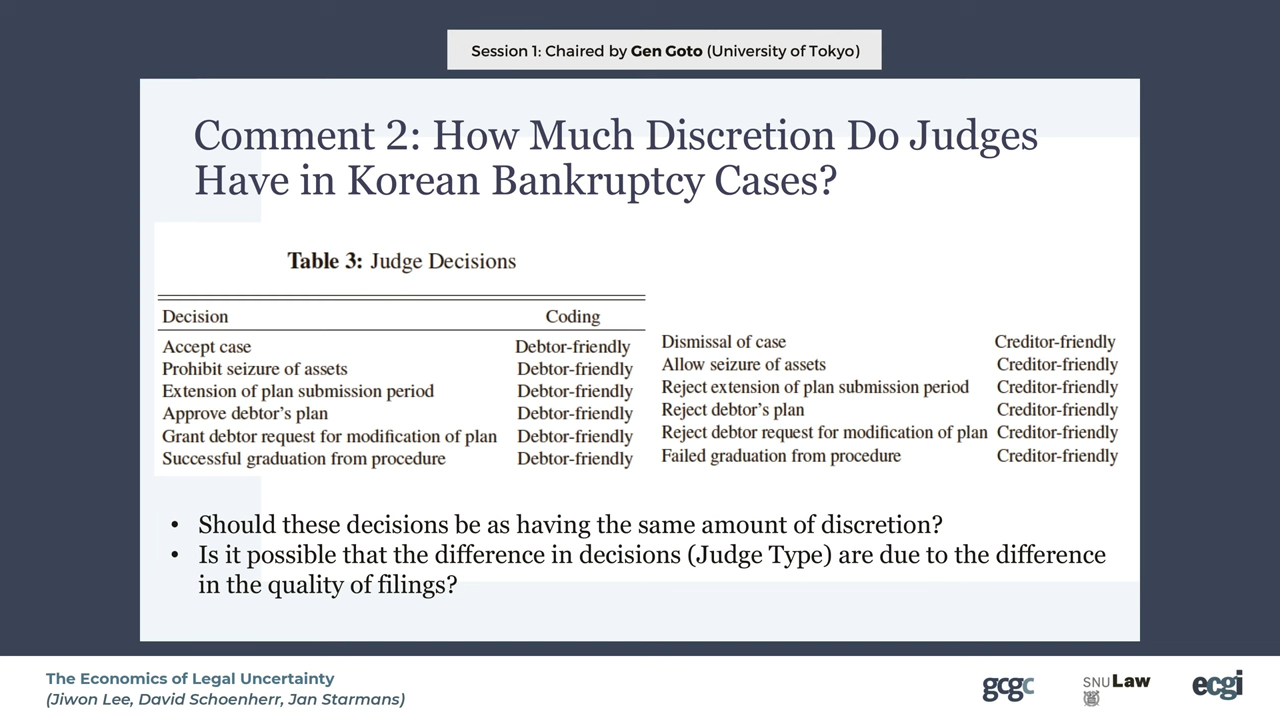 Session 1: Chaired by Gen Goto (University of Tokyo)
Comment 2: How Much Discretion Do Judges
Have in Korean Bankruptcy Cases?
Table 3: Judge Decisions
Decision Coding
Accept case Debtor-friendly
Prohibit seizure of assets Debtor-friendly
Extension of plan submission period Debtor-friendly
Approve debtor's plan Debtor-friendly
Grant debtor request for modification of plan Debtor-friendly
Successful graduation from procedure Debtor-friendly
Dismissal of case Creditor-friendly
Allow seizure of assets Creditor-friendly
Reject extension of plan submission period Creditor-friendly
Reject debtor's plan Creditor-friendly
Reject debtor request for modification of plan Creditor-friendly
Failed graduation from procedure Creditor-friendly
• Should these decisions be as having the same amount of discretion?
• Is it possible that the difference in decisions (Judge Type) are due to the difference
in the quality of filings?
The Economics of Legal Uncertainty
(Jiwon Lee, David Schoenherr, Jan Starmans)
gcgc
SNU Law
ecgi